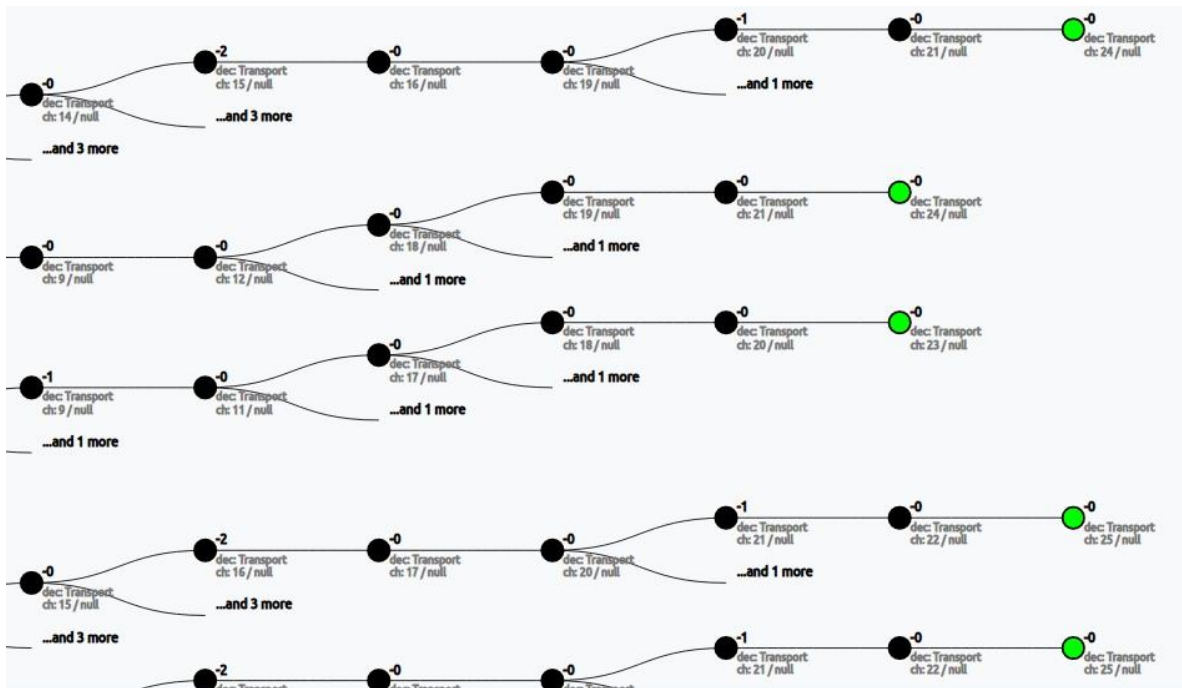 -1
dec: Transport
ch: 20 / null
-0
dec: Transport
ch: 21 / null
-0
dec: Transport
ch: 24 / null
-2
dec: Transport
ch: 15 / null
-0
dec: Transport
ch: 16 / null
-0
dec: Transport
ch: 19 / null
...and 1 more
-0
dec: Transport
ch: 14 / null
...and 3 more
...and 3 more
-0
dec: Transport
ch: 19 / null
-0
dec: Transport
ch: 21 / null
-0
dec: Transport
ch: 24 / null
-0
dec: Transport
ch: 18 / null
...and 1 more
-0
dec: Transport
ch: 9 / null
-0
dec: Transport
ch: 12 / null
...and 1 more
-0
dec: Transport
ch: 18 / null
-0
dec: Transport
ch: 20 / null
-0
dec: Transport
ch: 23 / null
-0
dec: Transport
ch: 17 / null
...and 1 more
-1
dec: Transport
ch: 9 / null
-0
dec: Transport
ch: 11 / null
...and 1 more
...and 1 more
-1
dec: Transport
ch: 21 / null
-0
dec: Transport
ch: 22 / null
-0
dec: Transport
ch: 25 / null
-2
dec: Transport
ch: 16 / null
-0
dec: Transport
ch: 17 / null
-0
dec: Transport
ch: 20 / null
...and 1 more
-0
dec: Transport
ch: 15 / null
...and 3 more
...and 3 more
-1
dec: Transport
ch: 21 / null
-0
dec: Transport
ch: 22 / null
-0
dec: Transport
ch: 25 / null
-2
-0
-0